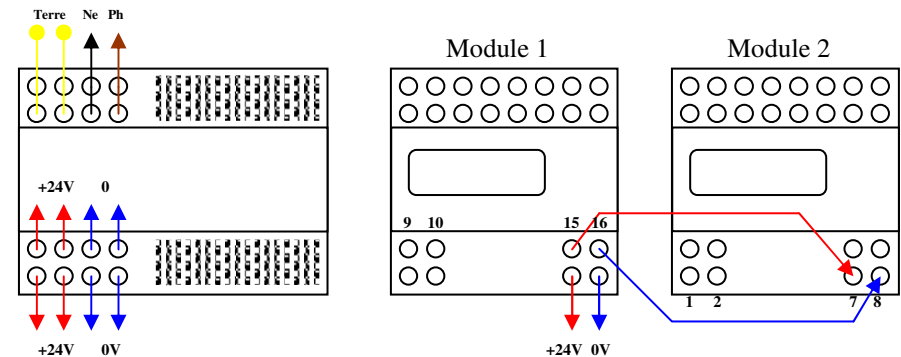 Terre Ne Ph
Module 1
Module 2
+24V 0
9 10 15 16
1 2 7 8
+24V 0V
+24V 0V